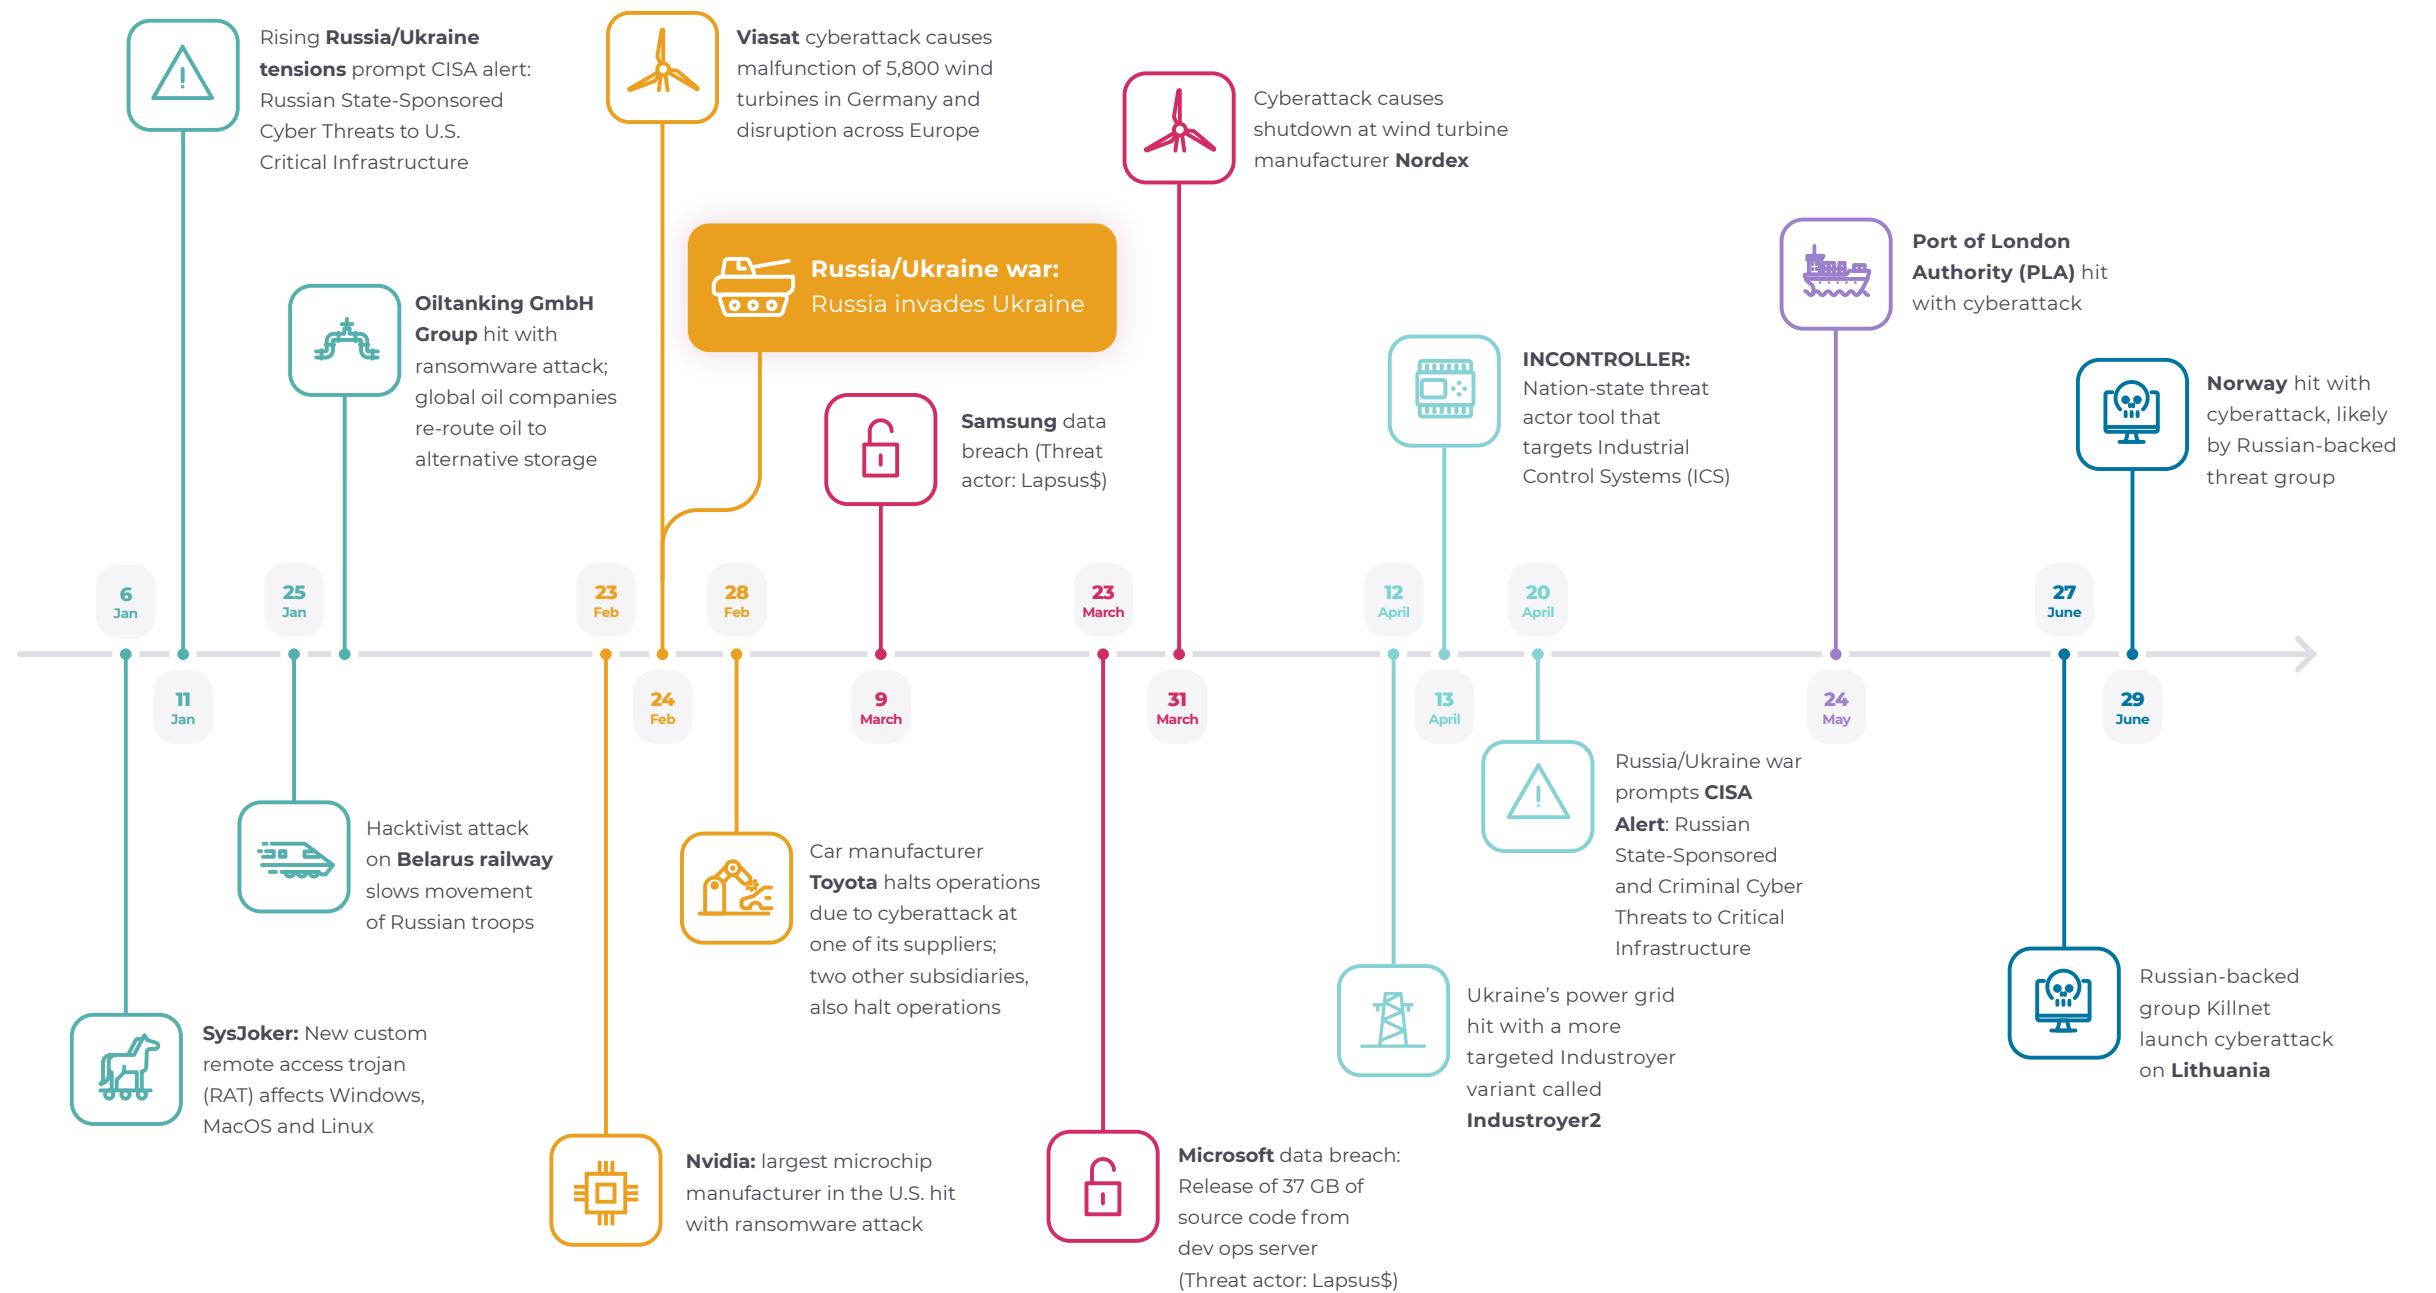 Rising Russia/Ukraine
tensions prompt CISA alert:
Russian State-Sponsored
Cyber Threats to U.S.
Critical Infrastructure
Viasat cyberattack causes
malfunction of 5,800 wind
turbines in Germany and
disruption across Europe
Cyberattack causes
shutdown at wind turbine
manufacturer Nordex
Russia/Ukraine war:
Russia invades Ukraine
Oiltanking GmbH
Group hit with
ransomware attack;
global oil companies
re-route oil to
alternative storage
Samsung data
breach (Threat
actor: Lapsus$)
INCONTROLLER:
Nation-state threat
actor tool that
targets Industrial
Control Systems (ICS)
Port of London
Authority (PLA) hit
with cyberattack
Norway hit with
cyberattack, likely
by Russian-backed
threat group
6
Jan
25
Jan
23
Feb
28
Feb
23
March
12
April
20
April
27
June
11
Jan
24
Feb
9
March
31
March
13
April
24
May
29
June
Hacktivist attack
on Belarus railway
slows movement
of Russian troops
SysJoker: New custom
remote access trojan
(RAT) affects Windows,
MacOS and Linux
Car manufacturer
Toyota halts operations
due to cyberattack at
one of its suppliers;
two other subsidiaries,
also halt operations
Nvidia: largest microchip
manufacturer in the U.S. hit
with ransomware attack
Microsoft data breach:
Release of 37 GB of
source code from
dev ops server
(Threat actor: Lapsus$)
Russia/Ukraine war
prompts CISA
Alert: Russian
State-Sponsored
and Criminal Cyber
Threats to Critical
Infrastructure
Ukraine’s power grid
hit with a more
targeted Industroyer
variant called
Industroyer2
Russian-backed
group Killnet
launch cyberattack
on Lithuania